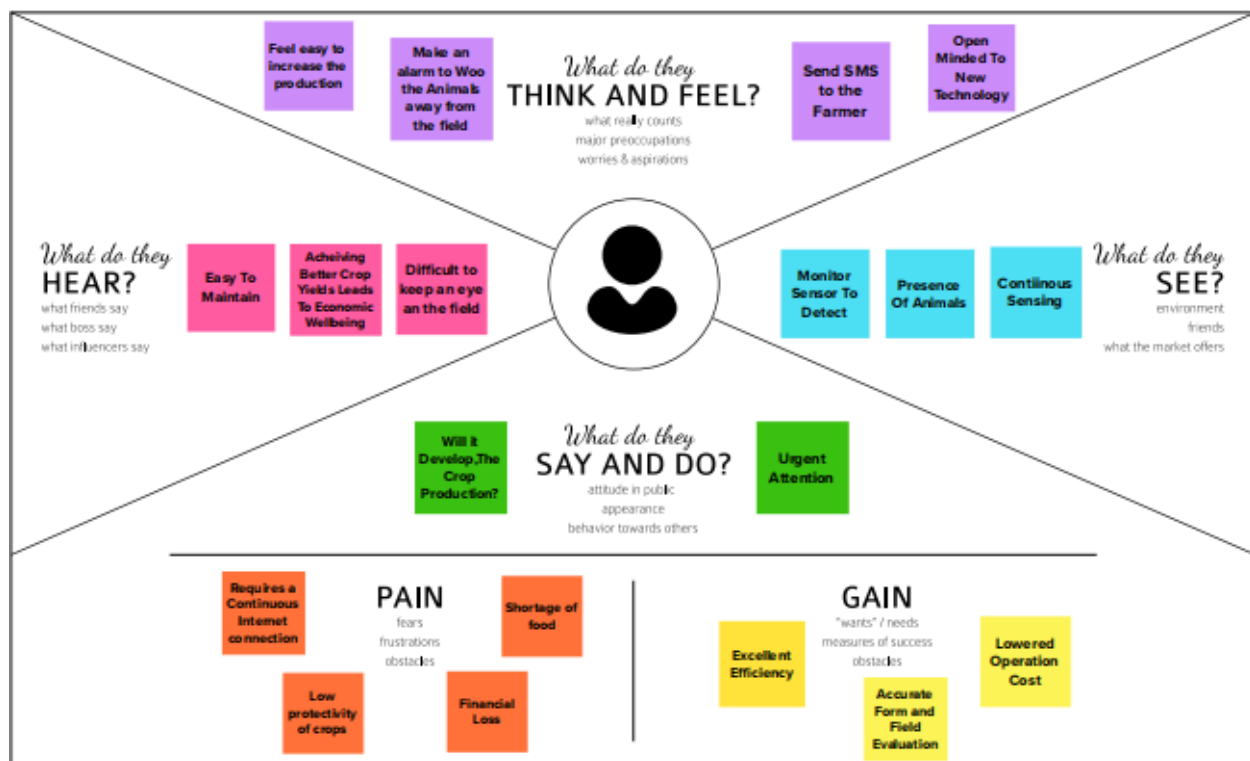 Feel easy to
increase the
production
Make an
alarm to Woo
the Animals
away from
the field
What do they
THINK AND FEEL?
what really counts
major preoccupations
worries & aspirations
Send SMS
to the
Farmer
Open
Minded To
New
Technology
What do they
HEAR?
what friends say
what boss say
what influencers say
Easy To
Maintain
Acheiving
Better Crop
Yields Leads
To Economic
Wellbeing
Difficult to
keep an eye
an the field
Monitor
Sensor To
Detect
Presence
Of Animals
Contiinous
Sensing
What do they
SEE?
environment
friends
what the market offers
Will it
Develop,The
Crop
Production?
What do they
SAY AND DO?
attitude in public
appearance
behavior towards others
Urgent
Attention
Requires a
Continuous
Internet
connection
PAIN
fears
frustrations
obstacles
Shortage of
food
Low
protectivity
of crops
Financial
Loss
GAIN
"wants" / needs
measures of success
obstacles
Excellent
Efficiency
Accurate
Form and
Field
Evaluation
Lowered
Operation
Cost